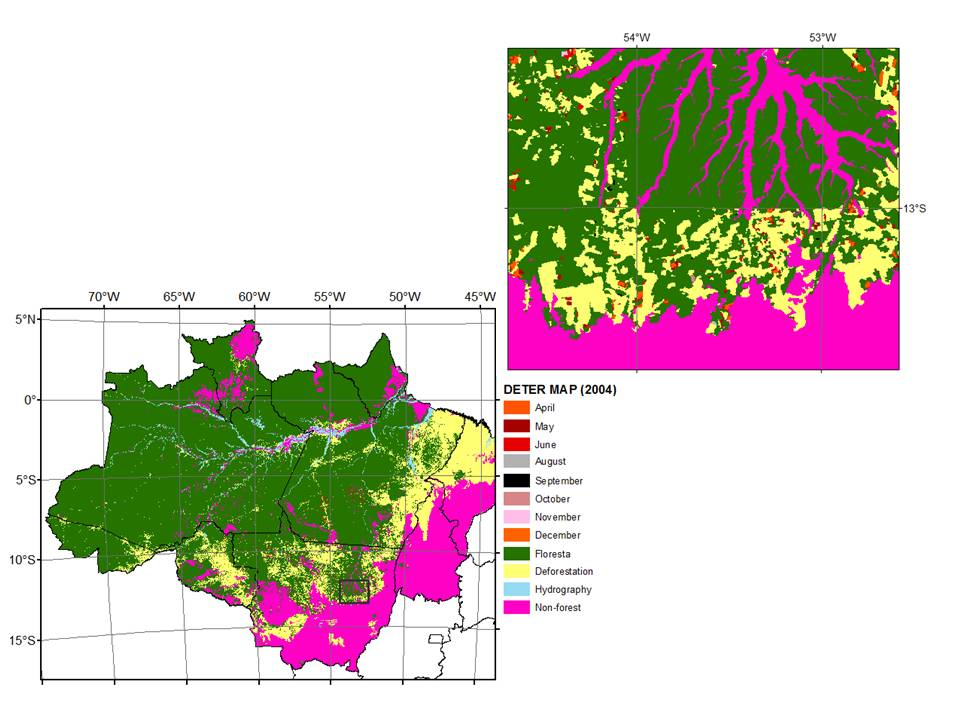 54°W 53°W
13°S
70°W 65°W 60°W 55°W 50°W 45°W
5°N
0°
5°S
10°S
15°S
DETER MAP (2004)
April
May
June
August
September
October
November
December
Floresta
Deforestation
Hydrography
Non-forest